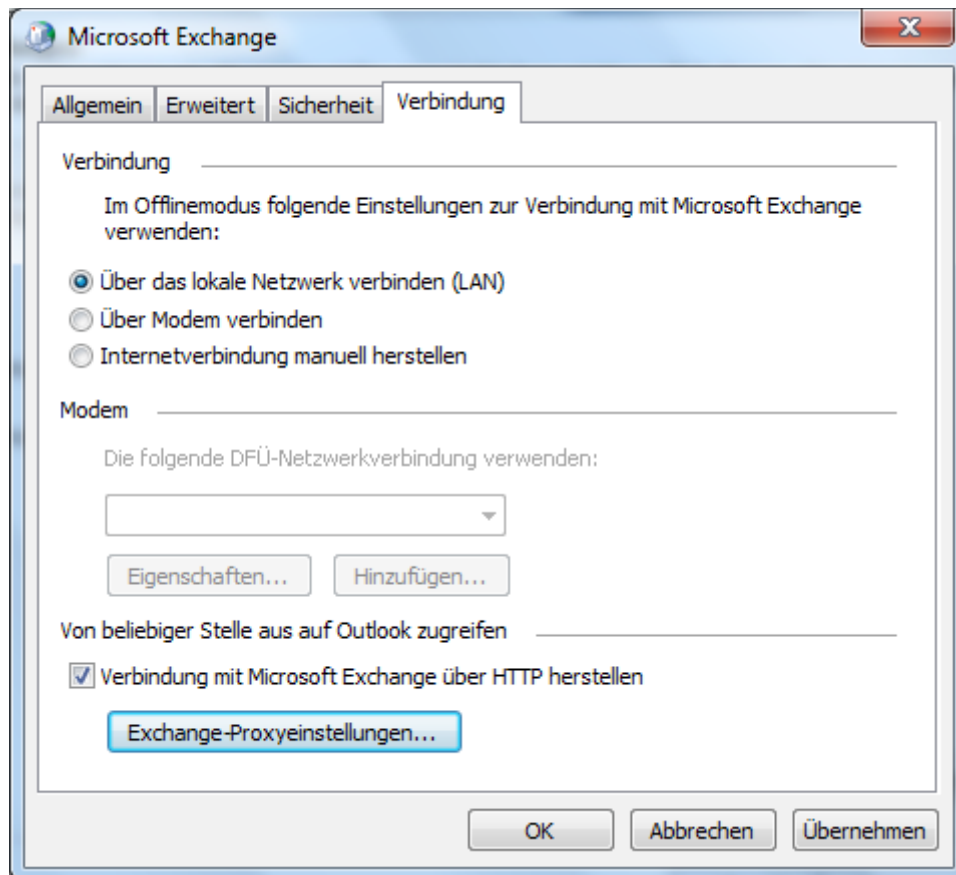 Microsoft Exchange
Allgemein Erweitert Sicherheit Verbindung
Verbindung
Im Offlinemodus folgende Einstellungen zur Verbindung mit Microsoft Exchange
verwenden:
Über das lokale Netzwerk verbinden (LAN)
Über Modem verbinden
Internetverbindung manuell herstellen
Modem
Die folgende DFÜ-Netzwerkverbindung verwenden:
Eigenschaften... Hinzufügen...
Von beliebiger Stelle aus auf Outlook zugreifen
Verbindung mit Microsoft Exchange über HTTP herstellen
Exchange-Proxyeinstellungen...
OK Abbrechen Übernehmen